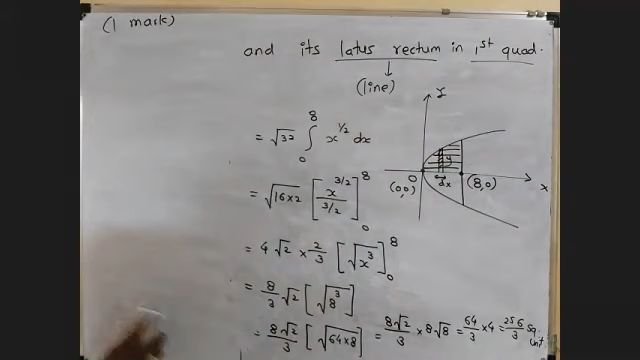 (1 mark)
and its latus rectum in 1st quad.
(line)
= √32 ∫₀⁸ x^{1/2} dx
= √16×2 [x^{3/2} / 3/2]₀⁸
= 4√2 × 2/3 [√x³]₀⁸
= 8/3 √2 [√8³]
= 8√2/3 [√64×8] = 8√2/3 × 8√8 = 64/3 × 4 = 256/3 sq. unt
y
y
O
(0,0)
dx
(8,0)
x